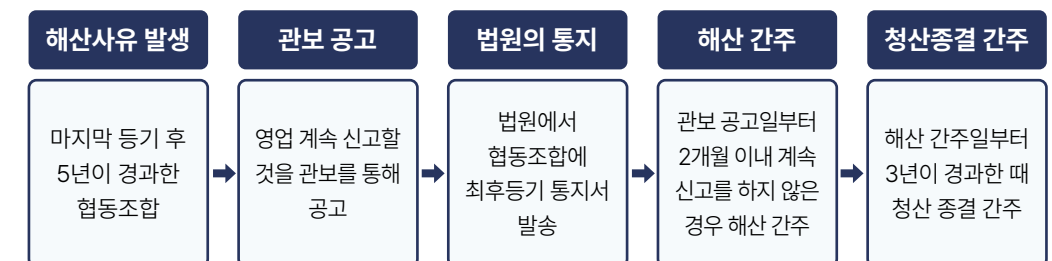 해산사유 발생
마지막 등기 후
5년이 경과한
협동조합
관보 공고
영업 계속 신고할
것을 관보를 통해
공고
법원의 통지
법원에서
협동조합에
최후등기 통지서
발송
해산 간주
관보 공고일부터
2개월 이내 계속
신고를 하지 않은
경우 해산 간주
청산종결 간주
해산 간주일부터
3년이 경과한 때
청산 종결 간주